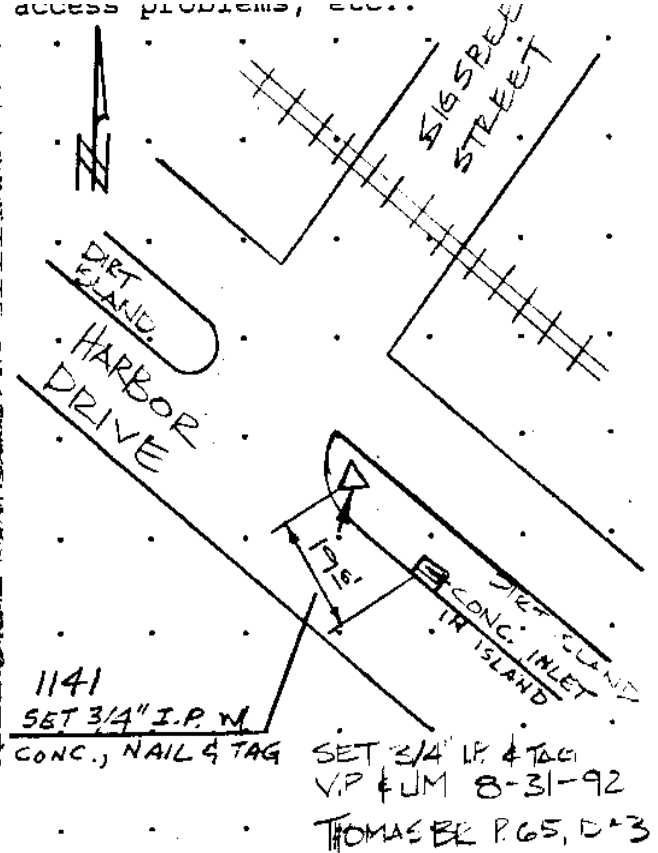 access problems, etc..
N
SIGSBEE
STREET
DIRT
ISLAND
HARBOR
DRIVE
19.6'
DIRT ISLAND
CONC. INLET
IN ISLAND
1141
SET 3/4" I.P. W/
CONC., NAIL & TAG
SET 3/4" I.P. & TAG
V.P & JM 8-31-92
THOMAS BR P. 65, D-3